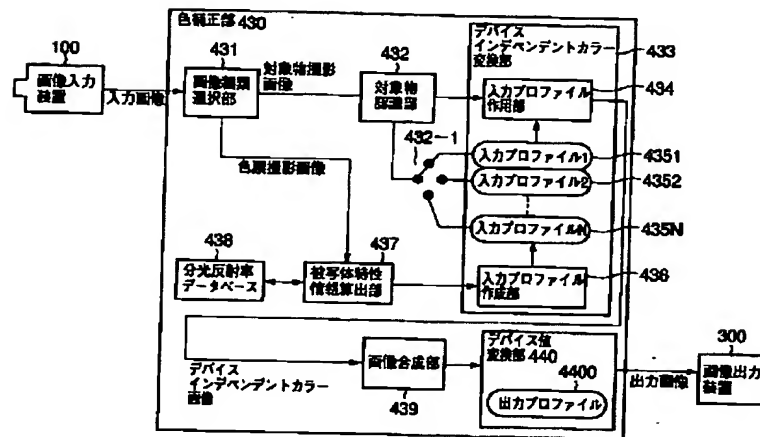 色補正部 430
100
画像入力
装置
入力画像
431
画像種類
選択部
対象物撮影
画像
432
対象物
認識部
432-1
デバイス
インデペンデントカラー
変換部
433
434
入力プロファイル
作用部
入力プロファイル1
4351
入力プロファイル2
4352
入力プロファイルN
435N
436
入力プロファイル
作成部
色票撮影画像
438
分光反射率
データベース
437
被写体特性
情報算出部
デバイス
インデペンデントカラー
画像
画像合成部
439
デバイス値
変換部440
4400
出力プロファイル
出力画像
300
画像出力
装置